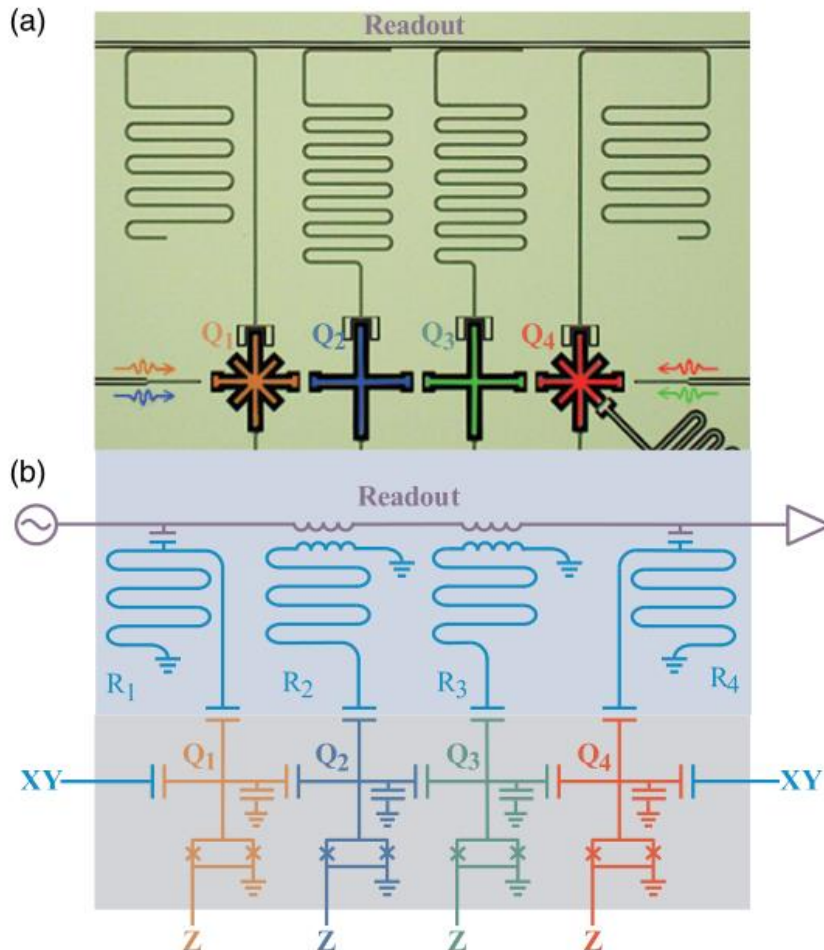 (a)
Readout
Q1 Q2 Q3 Q4
(b)
Readout
R1 R2 R3 R4
Q1 Q2 Q3 Q4
XY XY
Z Z Z Z